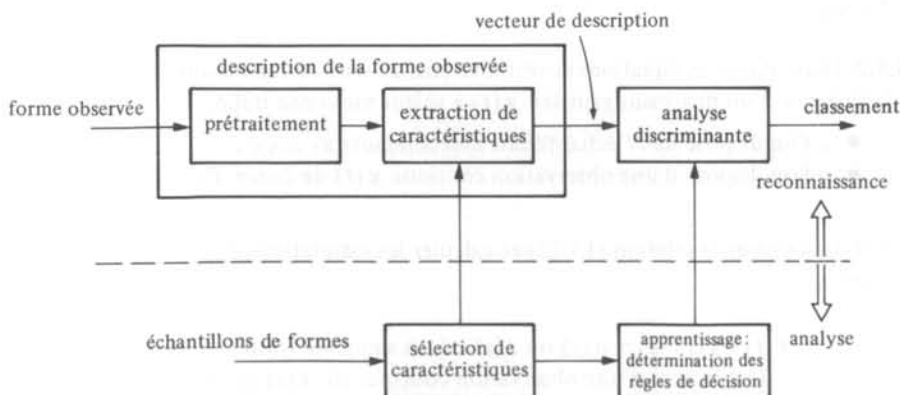 vecteur de description
description de la forme observée
forme observée
prétraitement
extraction de
caractéristiques
analyse
discriminante
classement
reconnaissance
analyse
échantillons de formes
sélection de
caractéristiques
apprentissage :
détermination des
règles de décision